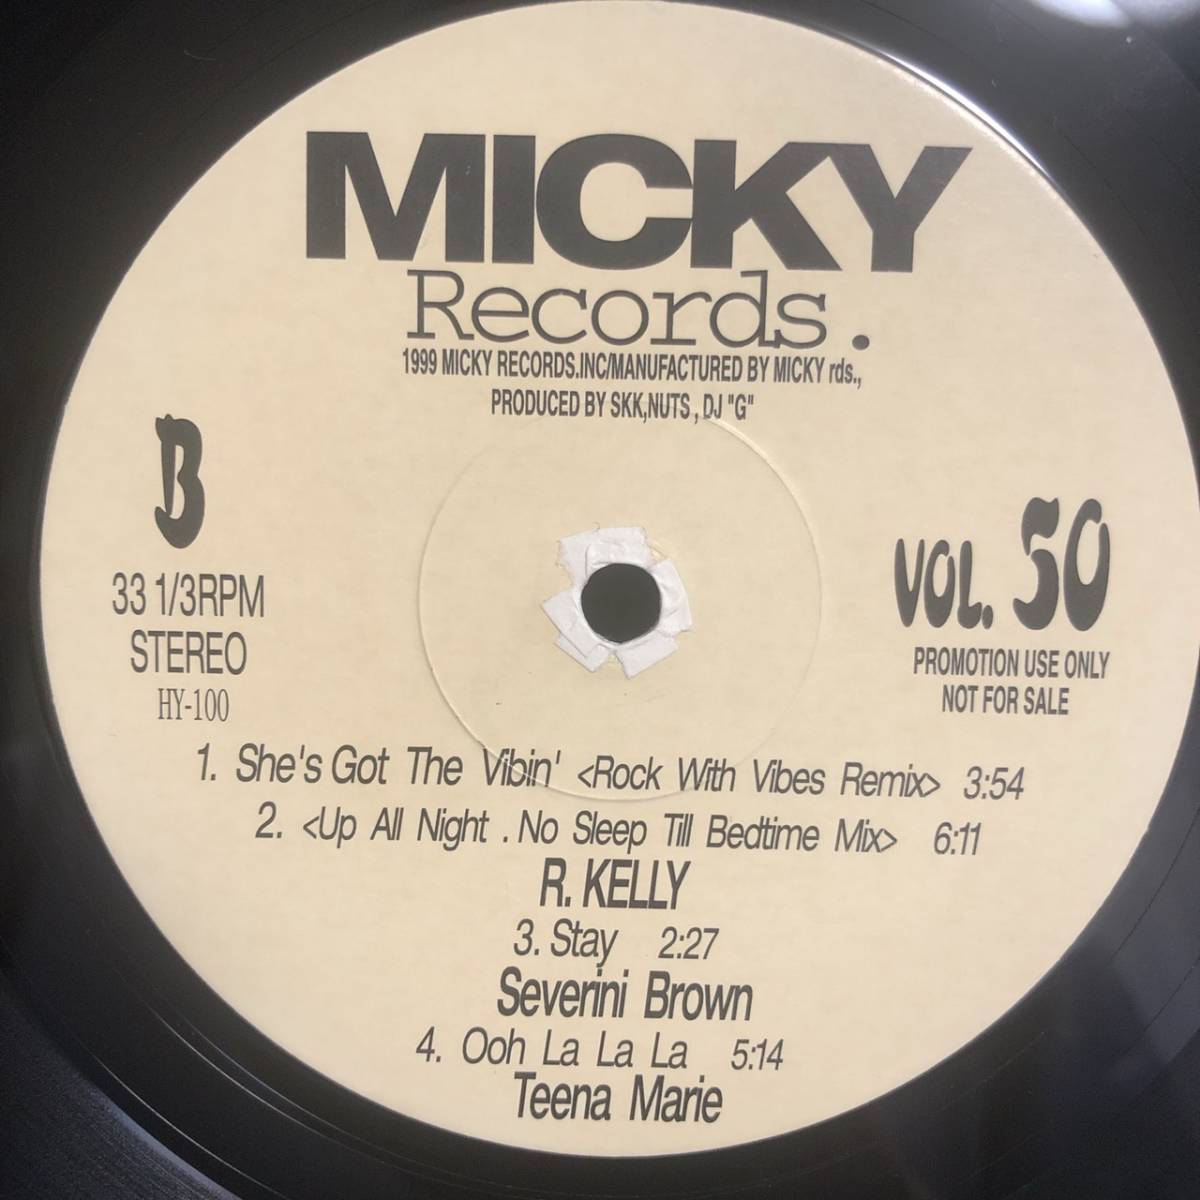 MICKY
Records.
1999 MICKY RECORDS.INC/MANUFACTURED BY MICKY rds.,
PRODUCED BY SKK,NUTS , DJ "G"
B
33 1/3RPM
STEREO
HY-100
VOL. 50
PROMOTION USE ONLY
NOT FOR SALE
1. She's Got The Vibin' <Rock With Vibes Remix> 3:54
2. <Up All Night . No Sleep Till Bedtime Mix> 6:11
R. KELLY
3. Stay 2:27
Severini Brown
4. Ooh La La La 5:14
Teena Marie